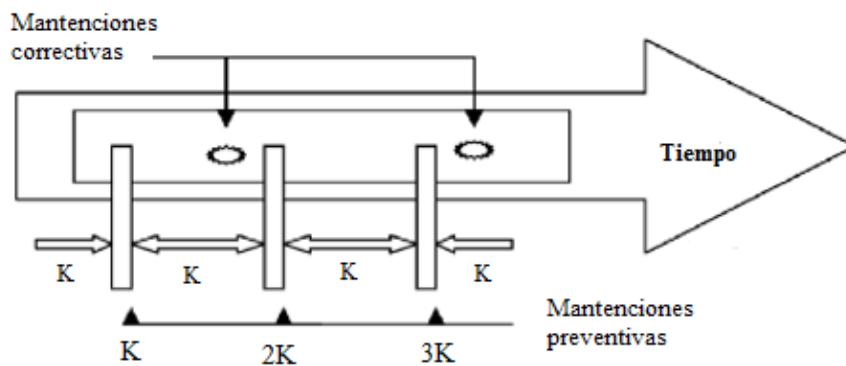 Mantenciones
correctivas
Tiempo
K K K K
Mantenciones
preventivas
K 2K 3K